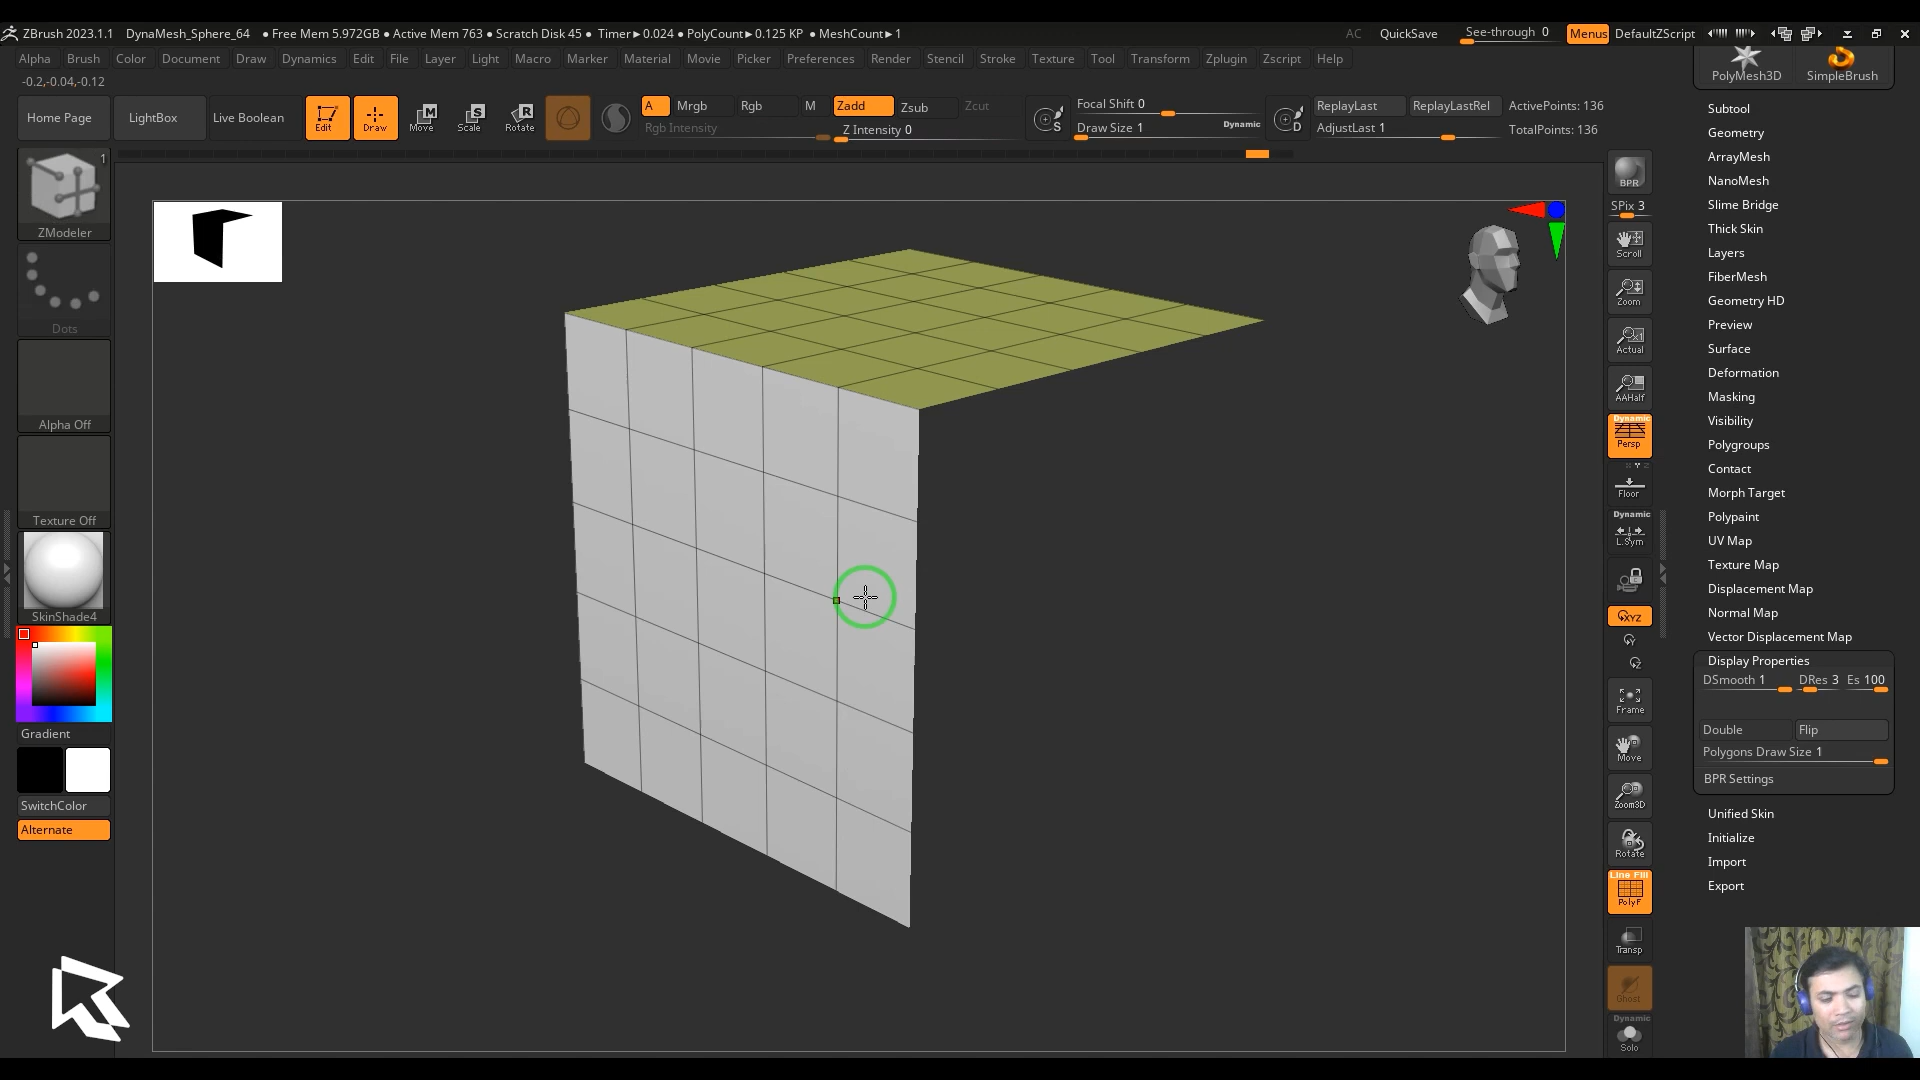 ZBrush 2023.1.1 DynaMesh_Sphere_64 ● Free Mem 5.972GB ● Active Mem 763 ● Scratch Disk 45 ● Timer►0.024 ● PolyCount►0.125 KP ● MeshCount►1 AC QuickSave See-through 0 Menus DefaultZScript
Alpha Brush Color Document Draw Dynamics Edit File Layer Light Macro Marker Material Movie Picker Preferences Render Stencil Stroke Texture Tool Transform Zplugin Zscript Help
-0.2,-0.04,-0.12
Home Page LightBox Live Boolean Edit Draw Move Scale Rotate
A Mrgb Rgb M Zadd Zsub Zcut
Rgb Intensity Z Intensity 0
S Focal Shift 0
Draw Size 1 Dynamic
D ReplayLast ReplayLastRel ActivePoints: 136
AdjustLast 1 TotalPoints: 136
1
ZModeler
Dots
Alpha Off
Texture Off
SkinShade4
Gradient
SwitchColor
Alternate
BPR
SPix 3
Scroll
Zoom
Actual
AAHalf
Dynamic
Persp
Floor
Dynamic
L.Sym
XYZ
Y
Z
Frame
Move
Zoom3D
Rotate
Line Fill
PolyF
Transp
Ghost
Dynamic
Solo
PolyMesh3D SimpleBrush
Subtool
Geometry
ArrayMesh
NanoMesh
Slime Bridge
Thick Skin
Layers
FiberMesh
Geometry HD
Preview
Surface
Deformation
Masking
Visibility
Polygroups
Contact
Morph Target
Polypaint
UV Map
Texture Map
Displacement Map
Normal Map
Vector Displacement Map
Display Properties
DSmooth 1 DRes 3 Es 100
Double Flip
Polygons Draw Size 1
BPR Settings
Unified Skin
Initialize
Import
Export